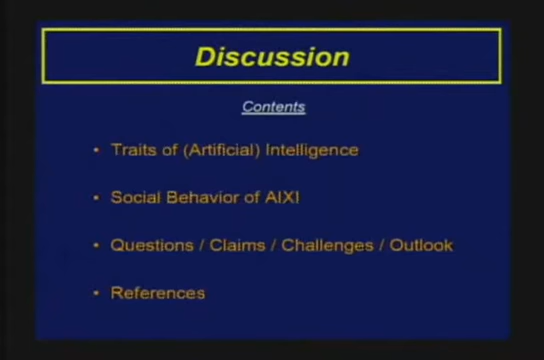 Discussion
Contents
• Traits of (Artificial) Intelligence
• Social Behavior of AIXI
• Questions / Claims / Challenges / Outlook
• References